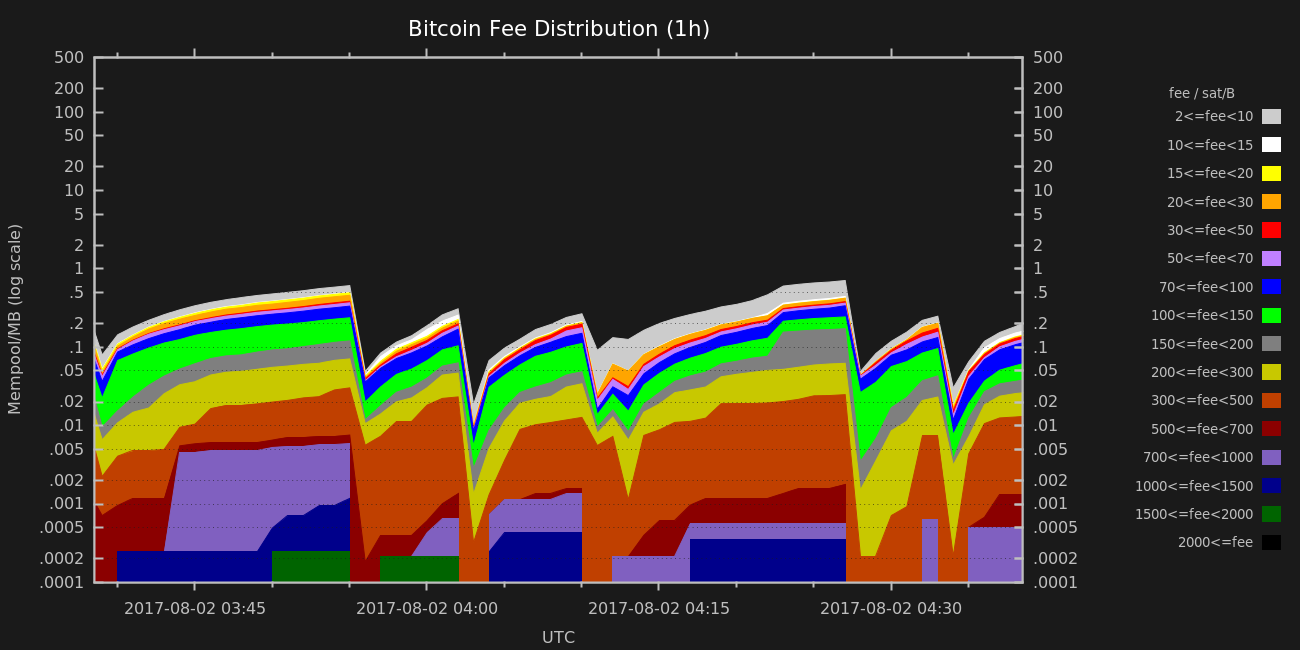 Bitcoin Fee Distribution (1h)
500
200
100
50
20
10
5
2
1
.5
.2
.1
.05
.02
.01
.005
.002
.001
.0005
.0002
.0001
Mempool/MB (log scale)
500
200
100
50
20
10
5
2
1
.5
.2
.1
.05
.02
.01
.005
.002
.001
.0005
.0002
.0001
2017-08-02 03:45
2017-08-02 04:00
2017-08-02 04:15
2017-08-02 04:30
UTC
fee / sat/B
2<=fee<10
10<=fee<15
15<=fee<20
20<=fee<30
30<=fee<50
50<=fee<70
70<=fee<100
100<=fee<150
150<=fee<200
200<=fee<300
300<=fee<500
500<=fee<700
700<=fee<1000
1000<=fee<1500
1500<=fee<2000
2000<=fee